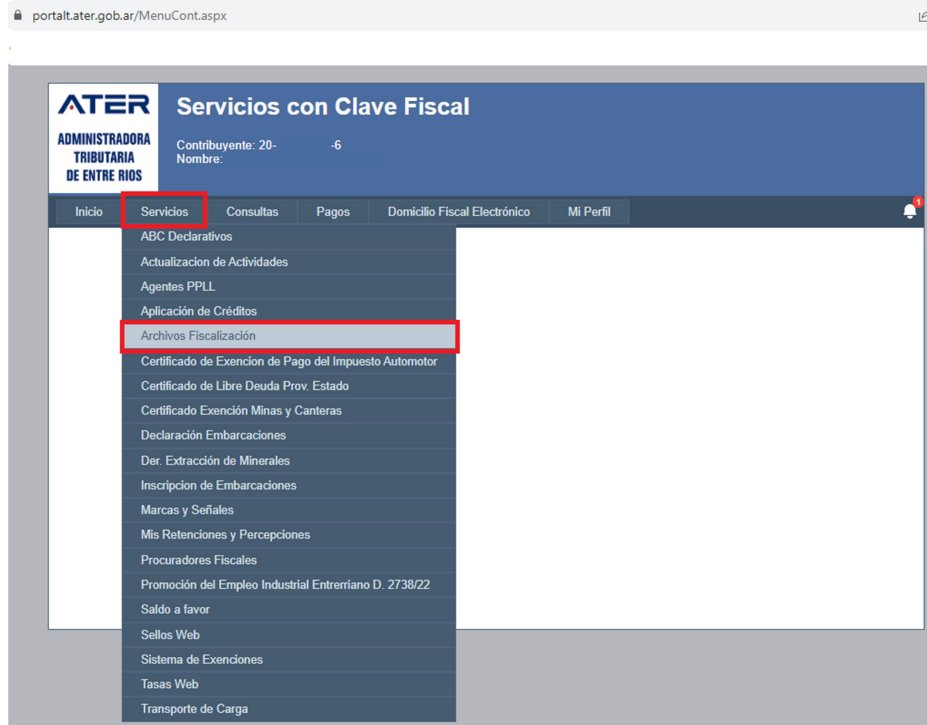 portalt.ater.gob.ar/MenuCont.aspx
ATER
ADMINISTRADORA
TRIBUTARIA
DE ENTRE RIOS
Servicios con Clave Fiscal
Contribuyente: 20- -6
Nombre:
Inicio Servicios Consultas Pagos Domicilio Fiscal Electrónico Mi Perfil 1
ABC Declarativos
Actualizacion de Actividades
Agentes PPLL
Aplicación de Créditos
Archivos Fiscalización
Certificado de Exencion de Pago del Impuesto Automotor
Certificado de Libre Deuda Prov. Estado
Certificado Exención Minas y Canteras
Declaración Embarcaciones
Der. Extracción de Minerales
Inscripcion de Embarcaciones
Marcas y Señales
Mis Retenciones y Percepciones
Procuradores Fiscales
Promoción del Empleo Industrial Entrerriano D. 2738/22
Saldo a favor
Sellos Web
Sistema de Exenciones
Tasas Web
Transporte de Carga